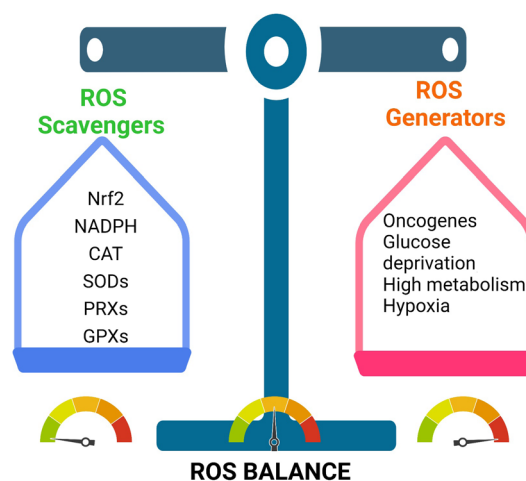 ROS
Scavengers
Nrf2
NADPH
CAT
SODs
PRXs
GPXs
ROS
Generators
Oncogenes
Glucose
deprivation
High metabolism
Hypoxia
ROS BALANCE